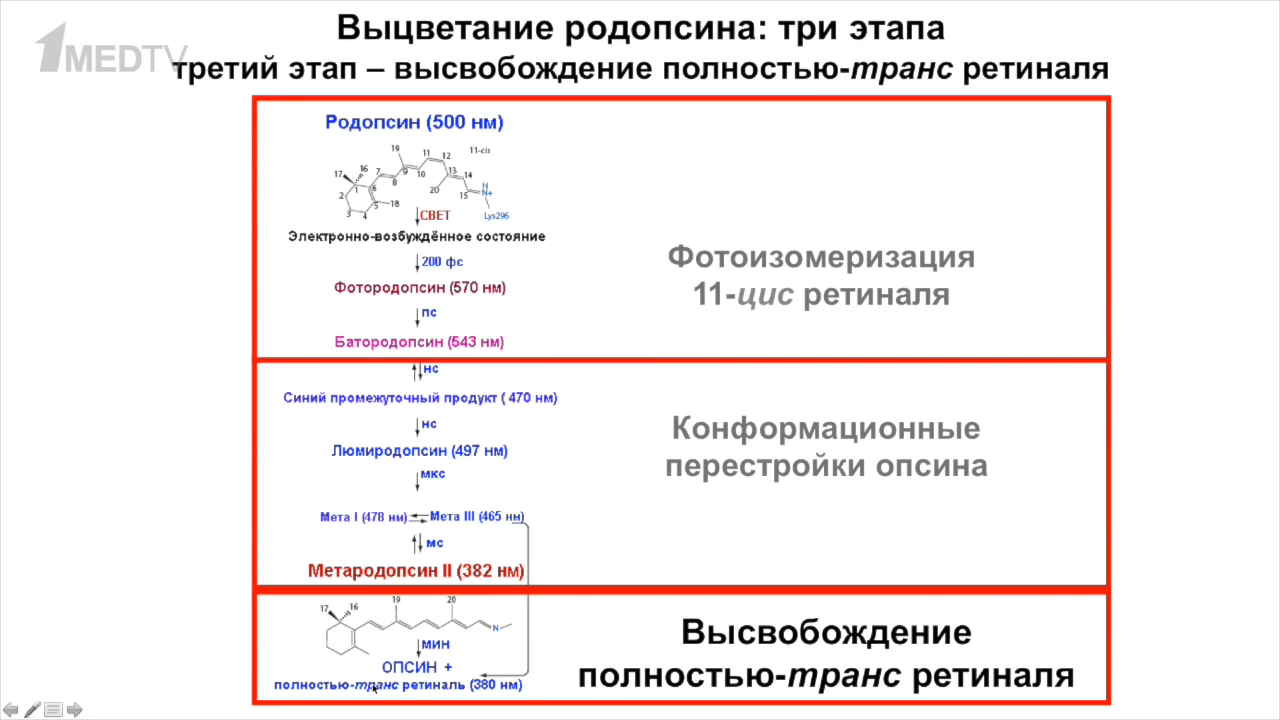 Выцветание родопсина: три этапа
1MEDTV
третий этап – высвобождение полностью-транс ретиналя
Родопсин (500 нм)
19
11
12
11-cis
17
16
7
8
9
10
13
14
20
15
H
N+
1
6
2
5
18
3
4
Lys296
СВЕТ
Электронно-возбуждённое состояние
200 фс
Фотородопсин (570 нм)
пс
Батородопсин (543 нм)
Фотоизомеризация
11-цис ретиналя
нс
Синий промежуточный продукт ( 470 нм)
нс
Люмиродопсин (497 нм)
мкс
Мета I (478 нм)
Мета III (465 нм)
мс
Метародопсин II (382 нм)
Конформационные
перестройки опсина
17
16
19
20
N
мин
ОПСИН +
полностью-транс ретиналь (380 нм)
Высвобождение
полностью-транс ретиналя